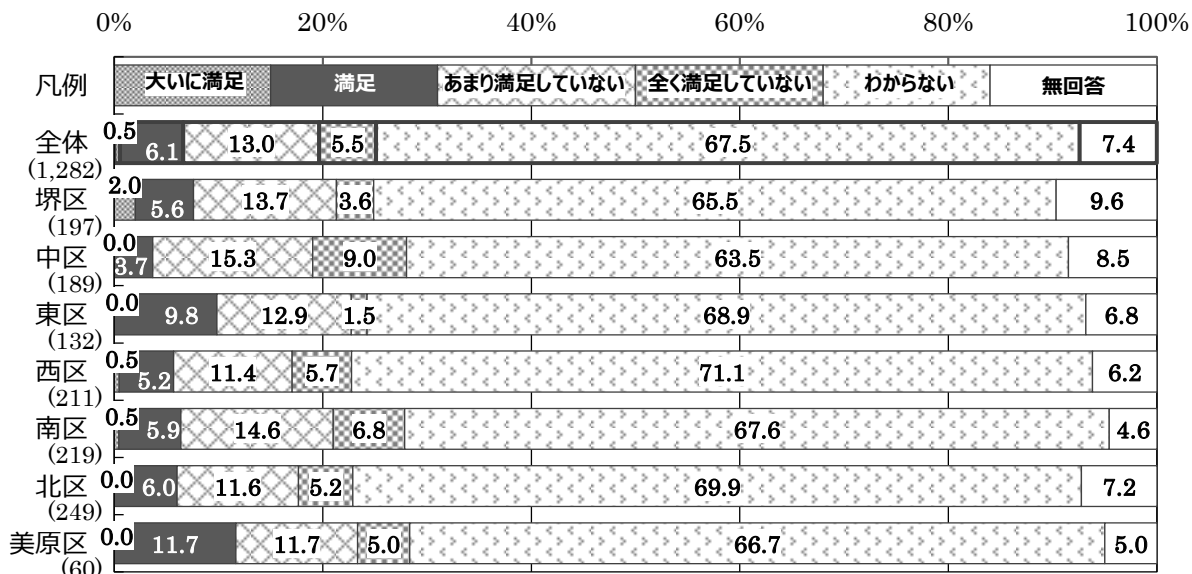 0% 20% 40% 60% 80% 100%
凡例 大いに満足 満足 あまり満足していない 全く満足していない わからない 無回答
全体 0.5 6.1 13.0 5.5 67.5 7.4
(1,282)
堺区 2.0 5.6 13.7 3.6 65.5 9.6
(197)
中区 0.0 3.7 15.3 9.0 63.5 8.5
(189)
東区 0.0 9.8 12.9 1.5 68.9 6.8
(132)
西区 0.5 5.2 11.4 5.7 71.1 6.2
(211)
南区 0.5 5.9 14.6 6.8 67.6 4.6
(219)
北区 0.0 6.0 11.6 5.2 69.9 7.2
(249)
美原区 0.0 11.7 11.7 5.0 66.7 5.0
(60)